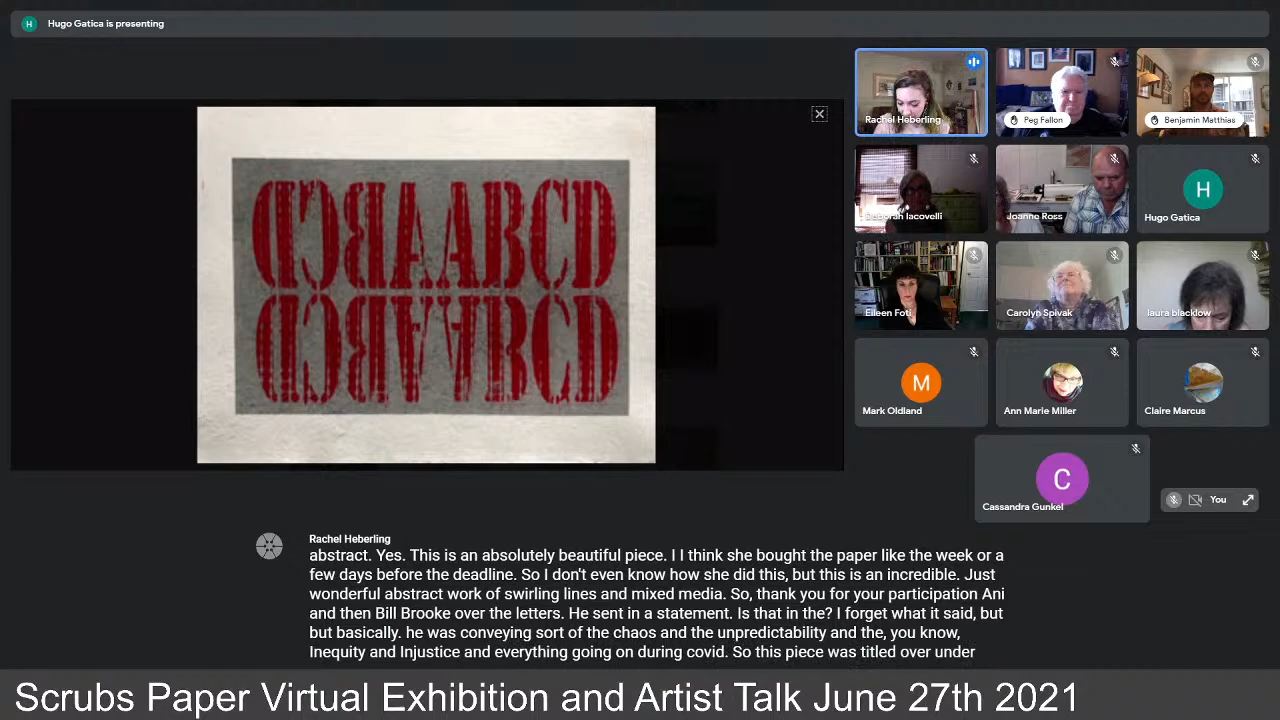 Hugo Gatica is presenting
H
ABCD
ABCD
Rachel Heberling
Peg Fallon
Benjamin Matthias
Deborah Iacovelli
Joanne Ross
H
Hugo Gatica
Eileen Foti
Carolyn Spivak
laura blacklow
M
Mark Oldland
Ann Marie Miller
Claire Marcus
C
Cassandra Gunkel
You
Rachel Heberling
abstract. Yes. This is an absolutely beautiful piece. I I think she bought the paper like the week or a
few days before the deadline. So I don't even know how she did this, but this is an incredible. Just
wonderful abstract work of swirling lines and mixed media. So, thank you for your participation Ani
and then Bill Brooke over the letters. He sent in a statement. Is that in the? I forget what it said, but
but basically. he was conveying sort of the chaos and the unpredictability and the, you know,
Inequity and Injustice and everything going on during covid. So this piece was titled over under
Scrubs Paper Virtual Exhibition and Artist Talk June 27th 2021